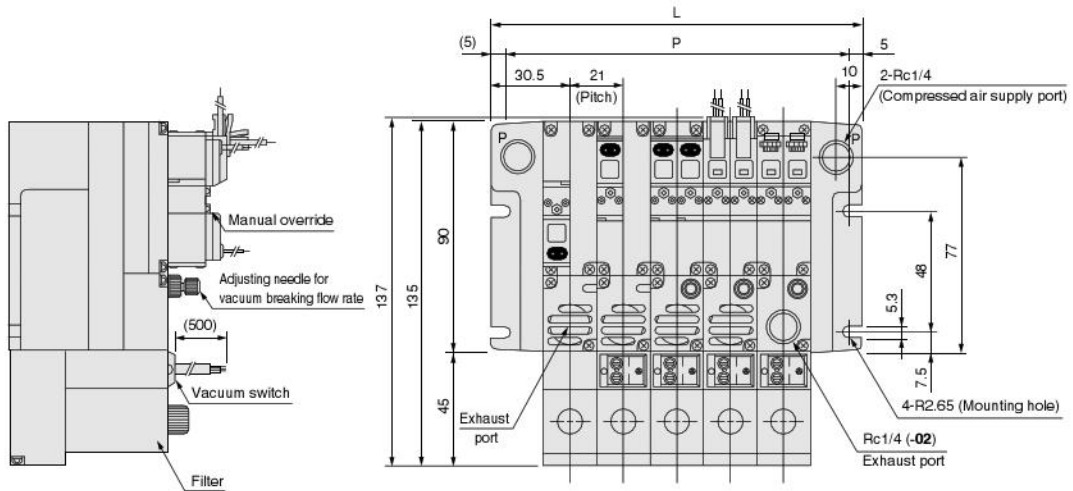 L
(5)
P
5
30.5
21
(Pitch)
10
2-Rc1/4
(Compressed air supply port)
P
P
Manual override
Adjusting needle for
vacuum breaking flow rate
(500)
Vacuum switch
Filter
137
135
90
45
77
48
5.3
7.5
Exhaust
port
4-R2.65 (Mounting hole)
Rc1/4 (-02)
Exhaust port